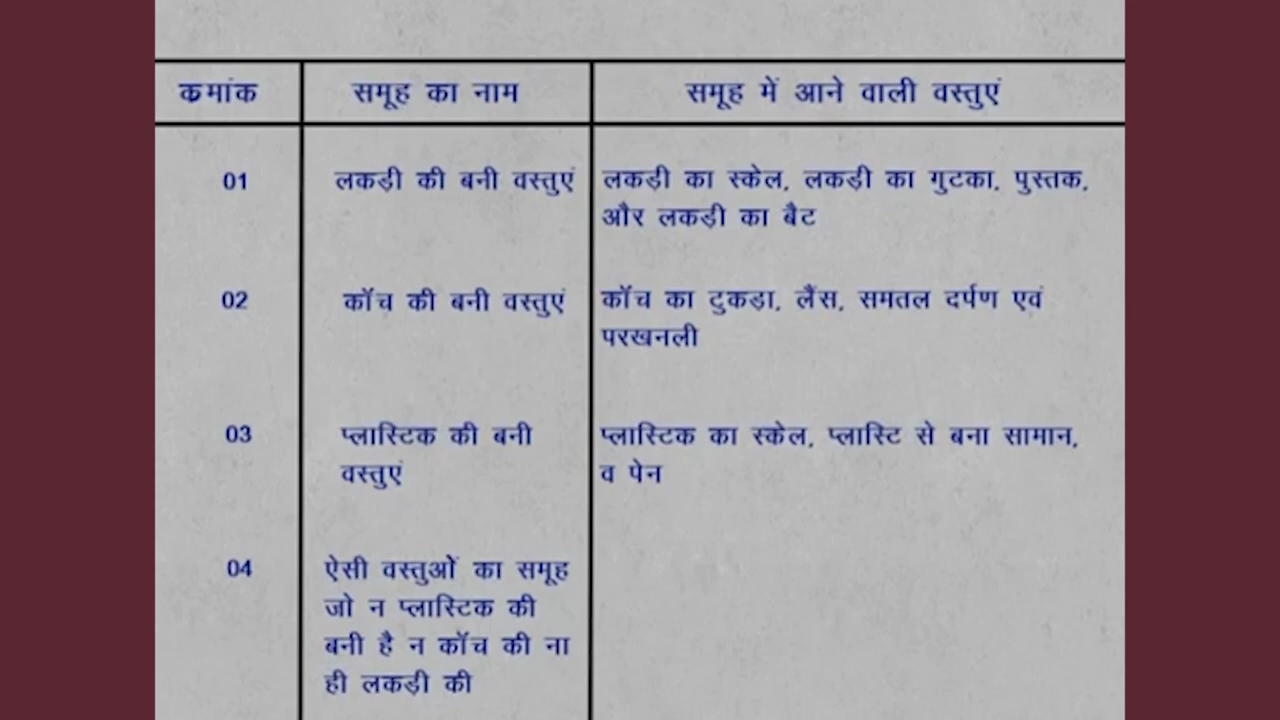 कमांक समूह का नाम समूह में आने वाली वस्तुएं
01 लकड़ी की बनी वस्तुएं लकड़ी का स्केल, लकड़ी का गुटका, पुस्तक,
और लकड़ी का बैट
02 कॉच की बनी वस्तुएं कॉच का टुकड़ा, लैंस, समतल दर्पण एवं
परखनली
03 प्लास्टिक की बनी प्लास्टिक का स्केल, प्लास्टि से बना सामान,
वस्तुएं व पेन
04 ऐसी वस्तुओं का समूह
जो न प्लास्टिक की
बनी है न कॉच की ना
ही लकड़ी की